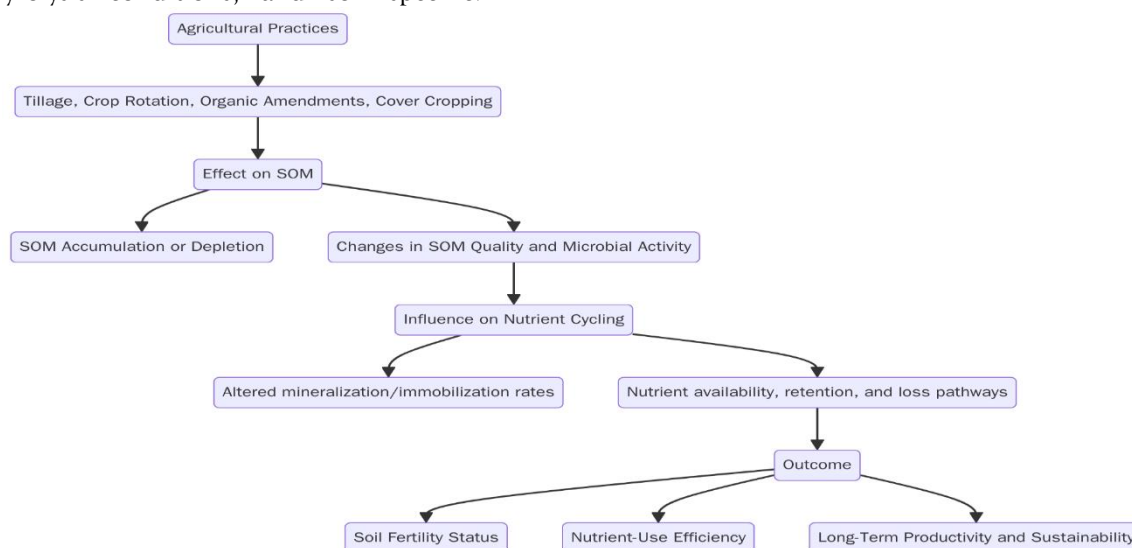 Agricultural Practices
Tillage, Crop Rotation, Organic Amendments, Cover Cropping
Effect on SOM
SOM Accumulation or Depletion
Changes in SOM Quality and Microbial Activity
Influence on Nutrient Cycling
Altered mineralization/immobilization rates
Nutrient availability, retention, and loss pathways
Outcome
Soil Fertility Status
Nutrient-Use Efficiency
Long-Term Productivity and Sustainability